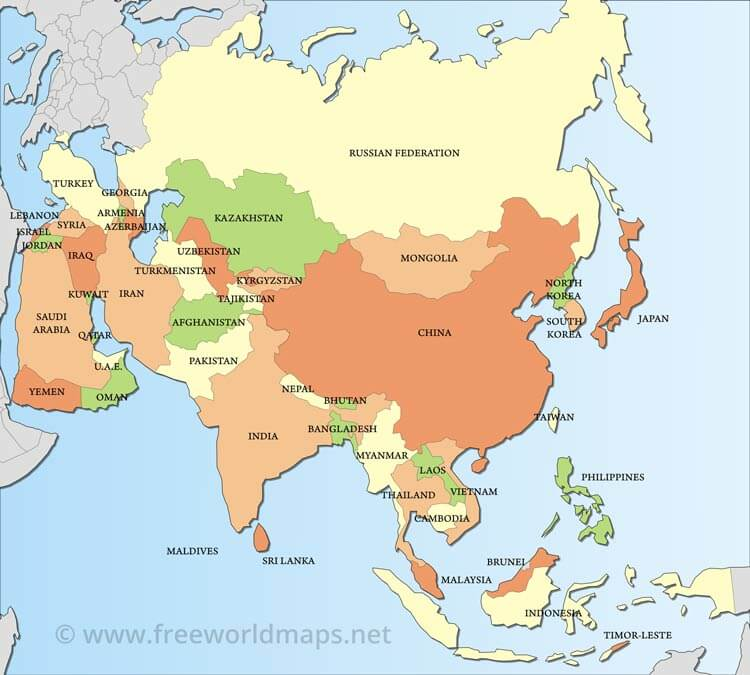 RUSSIAN FEDERATION
TURKEY
GEORGIA
LEBANON
ARMENIA
SYRIA
AZERBAIJAN
ISRAEL
JORDAN
IRAQ
KAZAKHSTAN
UZBEKISTAN
MONGOLIA
TURKMENISTAN
KYRGYZSTAN
NORTH
KOREA
KUWAIT
IRAN
TAJIKISTAN
SAUDI
ARABIA
AFGHANISTAN
SOUTH
KOREA
JAPAN
QATAR
CHINA
PAKISTAN
U.A.E.
YEMEN
OMAN
NEPAL
BHUTAN
TAIWAN
BANGLADESH
INDIA
MYANMAR
LAOS
PHILIPPINES
THAILAND
VIETNAM
CAMBODIA
MALDIVES
SRI LANKA
BRUNEI
MALAYSIA
INDONESIA
TIMOR-LESTE
© www.freeworldmaps.net